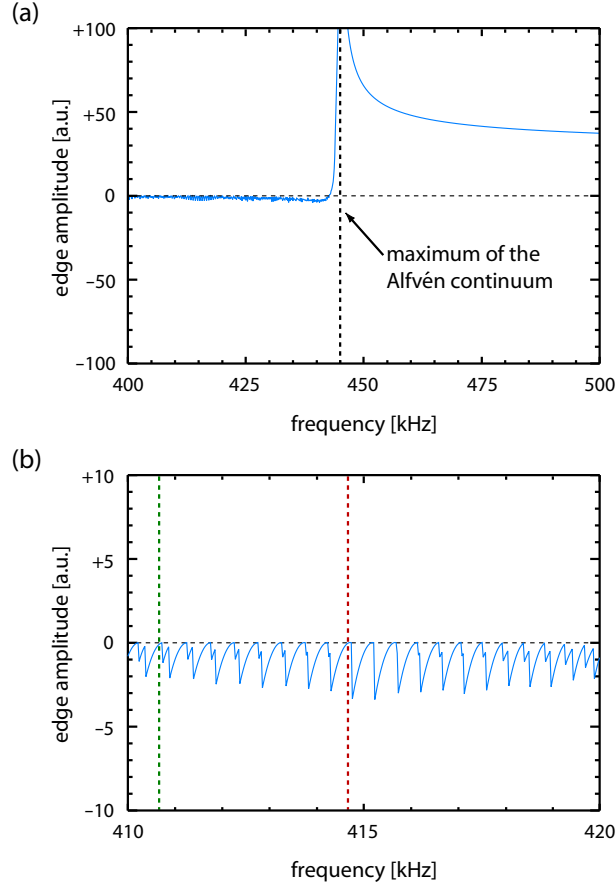 (a)
+100
+50
0
−50
−100
edge amplitude [a.u.]
maximum of the
Alfvén continuum
400 425 450 475 500
frequency [kHz]
(b)
+10
+5
0
−5
−10
edge amplitude [a.u.]
410 415 420
frequency [kHz]